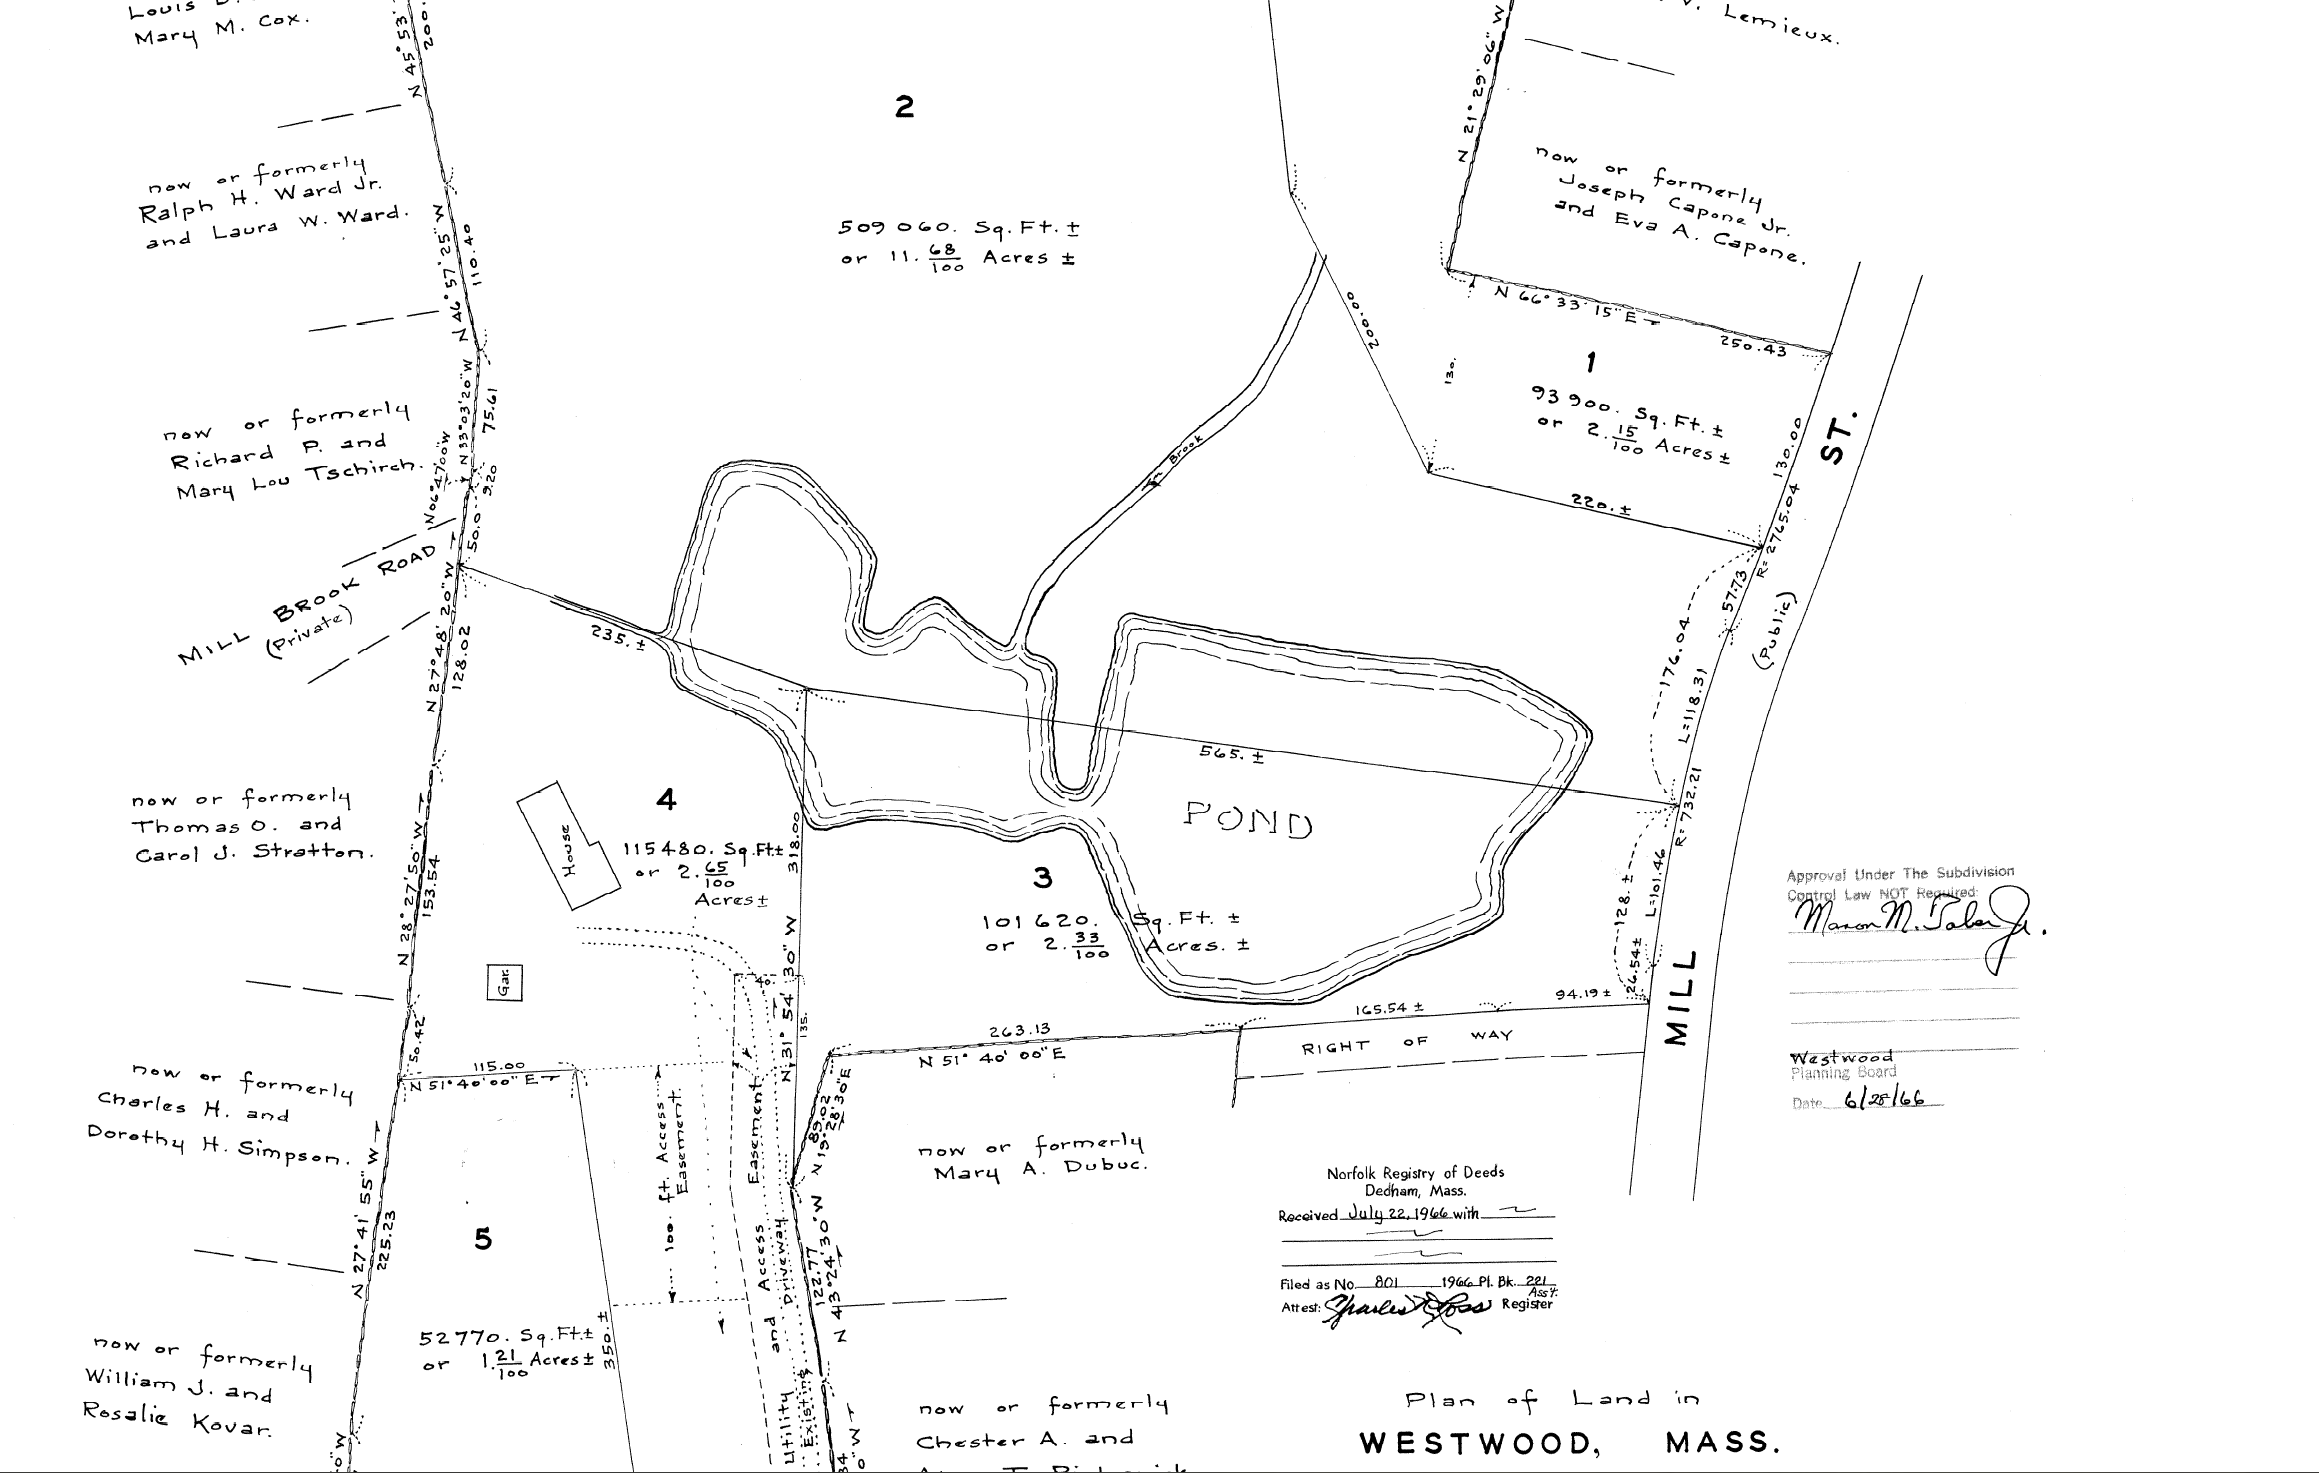 Mary M. Cox.
N 45° 53'
200.
V. Lemieux.
N 21° 29' 06" W
2
509 060. Sq. Ft. ±
or 11. 68/100 Acres ±
now or formerly
Ralph H. Ward Jr.
and Laura W. Ward.
N 46° 57' 25" W
110.40
now or formerly
Joseph Capone Jr.
and Eva A. Capone.
N 66° 33' 15" E
250.43
200.00
130.
1
93 900. Sq. Ft. ±
or 2. 15/100 Acres ±
130.00
R=2765.04
ST.
220. ±
Brook
now or formerly
Richard P. and
Mary Lou Tschirch.
N 33° 03' 20" W
75.61
N 06° 47' 00" W
9.20
50.0
MILL BROOK ROAD
(Private)
N 27° 48' 20" W
128.02
235. ±
57.73
176.04
L=118.31
(Public)
565. ±
POND
R=732.21
L=101.46
128. ±
26.54 ±
MILL
4
115480. Sq. Ft ±
or 2. 65/100
Acres ±
House
Gar.
318.00
N 31° 54' 30" W
135.
40'
3
101 620. Sq. Ft. ±
or 2. 33/100 Acres. ±
now or formerly
Thomas O. and
Carol J. Stratton.
N 28° 27' 50" W
153.54
50.42
115.00
N 51° 40' 00" E
263.13
N 51° 40' 00" E
165.54 ±
94.19 ±
RIGHT OF WAY
89.02
N 19° 28' 30" E
now or formerly
Charles H. and
Dorothy H. Simpson.
N 27° 41' 55" W
225.23
100. ft. Access
Easement
Utility and Access Easement
Existing Driveway
122.77
N 43° 24' 30" W
now or formerly
Mary A. Dubuc.
5
52770. Sq. Ft. ±
or 1. 21/100 Acres ±
350. ±
now or formerly
William J. and
Rosalie Kovar.
now or formerly
Chester A. and
Approval Under The Subdivision
Control Law NOT Required:
Westwood
Planning Board
Date 6/28/66
Norfolk Registry of Deeds
Dedham, Mass.
Received July 22, 1966 with
Filed as No. 801 1966 Pl. Bk. 221
Ass't.
Attest: Register
Plan of Land in
WESTWOOD, MASS.